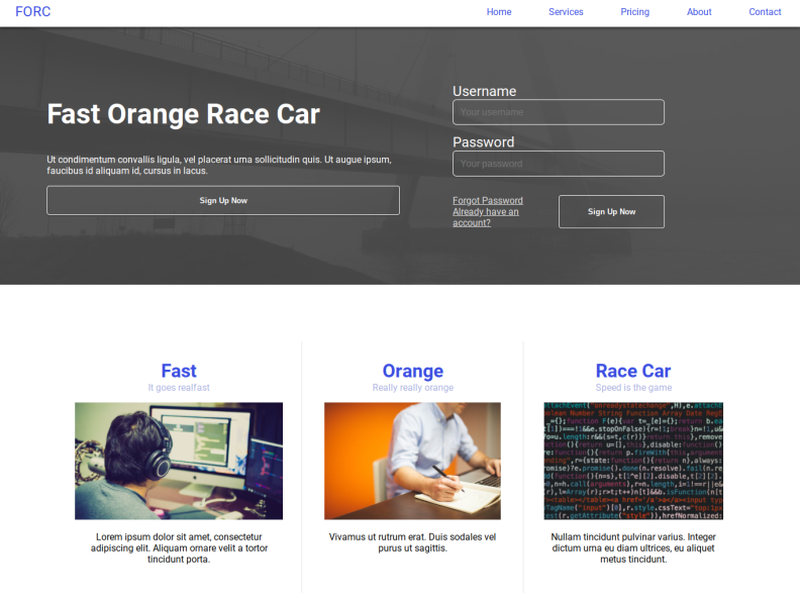 FORC
Home Services Pricing About Contact
Fast Orange Race Car
Ut condimentum convallis ligula, vel placerat urna sollicitudin quis. Ut augue ipsum,
faucibus id aliquam id, cursus in lacus.
Sign Up Now
Username
Your username
Password
Your password
Forgot Password
Already have an
account?
Sign Up Now
Fast
It goes realfast
Lorem ipsum dolor sit amet, consectetur
adipiscing elit. Aliquam ornare velit a tortor
tincidunt porta.
Orange
Really really orange
Vivamus ut rutrum erat. Duis sodales vel
purus ut sagittis.
Race Car
Speed is the game
Nullam tincidunt pulvinar varius. Integer
dictum urna eu diam ultrices, eu aliquet
metus tincidunt.